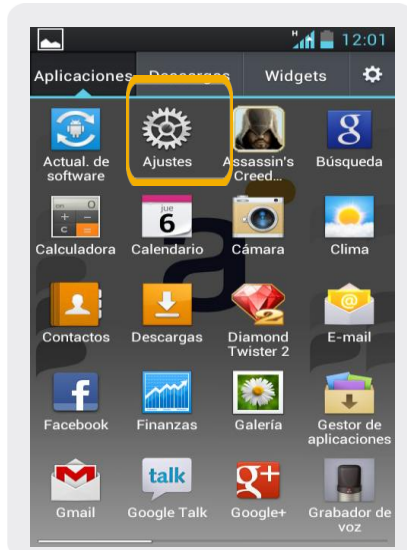 H 12:01
Aplicaciones Descargas Widgets
Actual. de software
Ajustes
Assassin's Creed...
g
Búsqueda
0
+ −
C =
Calculadora
jue
6
Calendario
Cámara
Clima
Contactos
Descargas
2
Diamond Twister 2
@
E-mail
f
Facebook
Finanzas
Galería
Gestor de aplicaciones
M
Gmail
talk
Google Talk
g+
Google+
Grabador de voz
a